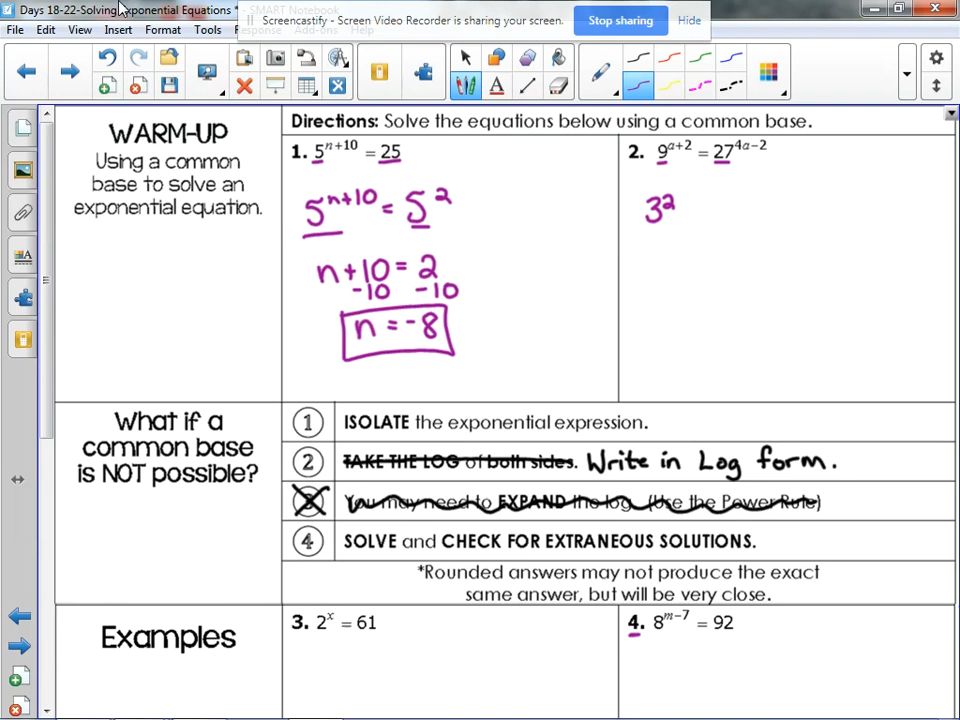 Days 18-22-Solving Exponential Equations * - SMART Notebook
Screencastify - Screen Video Recorder is sharing your screen.
Stop sharing
Hide
File Edit View Insert Format Tools Response Add-ons Help
WARM-UP
Using a common
base to solve an
exponential equation.
Directions: Solve the equations below using a common base.
1. 5^{n+10} = 25
5^{n+10} = 5^2
n+10 = 2
-10 -10
n = -8
2. 9^{a+2} = 27^{4a-2}
3^2
What if a
common base
is NOT possible?
1 ISOLATE the exponential expression.
2 TAKE THE LOG of both sides. Write in Log form.
3 You may need to EXPAND the log. (Use the Power Rule)
4 SOLVE and CHECK FOR EXTRANEOUS SOLUTIONS.
*Rounded answers may not produce the exact
same answer, but will be very close.
Examples
3. 2^x = 61
4. 8^{m-7} = 92